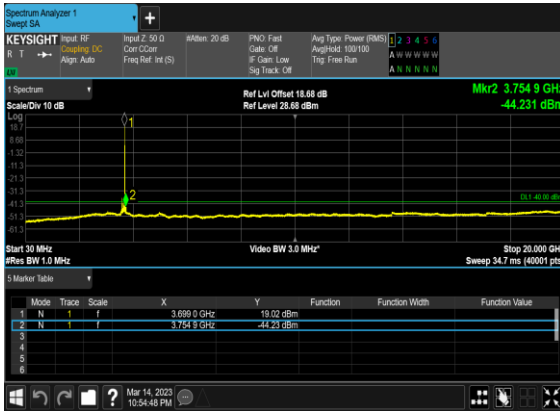 Spectrum Analyzer 1
Swept SA
+
KEYSIGHT Input: RF Input Z: 50 Ω #Atten: 20 dB PNO: Fast Avg Type: Power (RMS) 1 2 3 4 5 6
R T Coupling: DC Corr CCorr Gate: Off Avg|Hold: 100/100 A W W W W W
Align: Auto Freq Ref: Int (S) IF Gain: Low Trig: Free Run
Sig Track: Off A N N N N N
1 Spectrum
Scale/Div 10 dB
Ref Lvl Offset 18.68 dB
Ref Level 28.68 dBm
Mkr2 3.754 9 GHz
-44.231 dBm
Log
18.7
8.68
-1.32
-11.3
-21.3
-31.3
-41.3
-51.3
-61.3
1
2
DL1 -40.00 dBm
Start 30 MHz Video BW 3.0 MHz* Stop 20.000 GHz
#Res BW 1.0 MHz Sweep 34.7 ms (40001 pts)
5 Marker Table
Mode Trace Scale X Y Function Function Width Function Value
1 N 1 f 3.699 0 GHz 19.02 dBm
2 N 1 f 3.754 9 GHz -44.23 dBm
3
4
5
6
?
Mar 14, 2023
10:54:48 PM